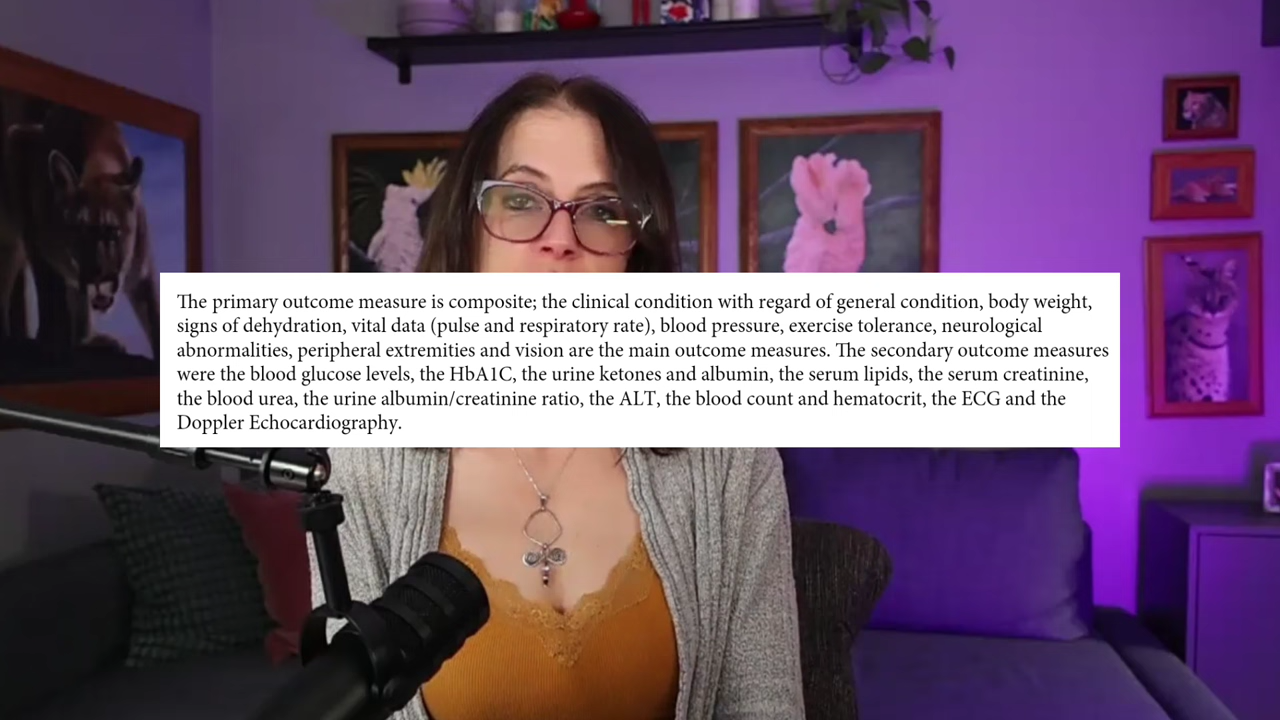 The primary outcome measure is composite; the clinical condition with regard of general condition, body weight,
signs of dehydration, vital data (pulse and respiratory rate), blood pressure, exercise tolerance, neurological
abnormalities, peripheral extremities and vision are the main outcome measures. The secondary outcome measures
were the blood glucose levels, the HbA1C, the urine ketones and albumin, the serum lipids, the serum creatinine,
the blood urea, the urine albumin/creatinine ratio, the ALT, the blood count and hematocrit, the ECG and the
Doppler Echocardiography.